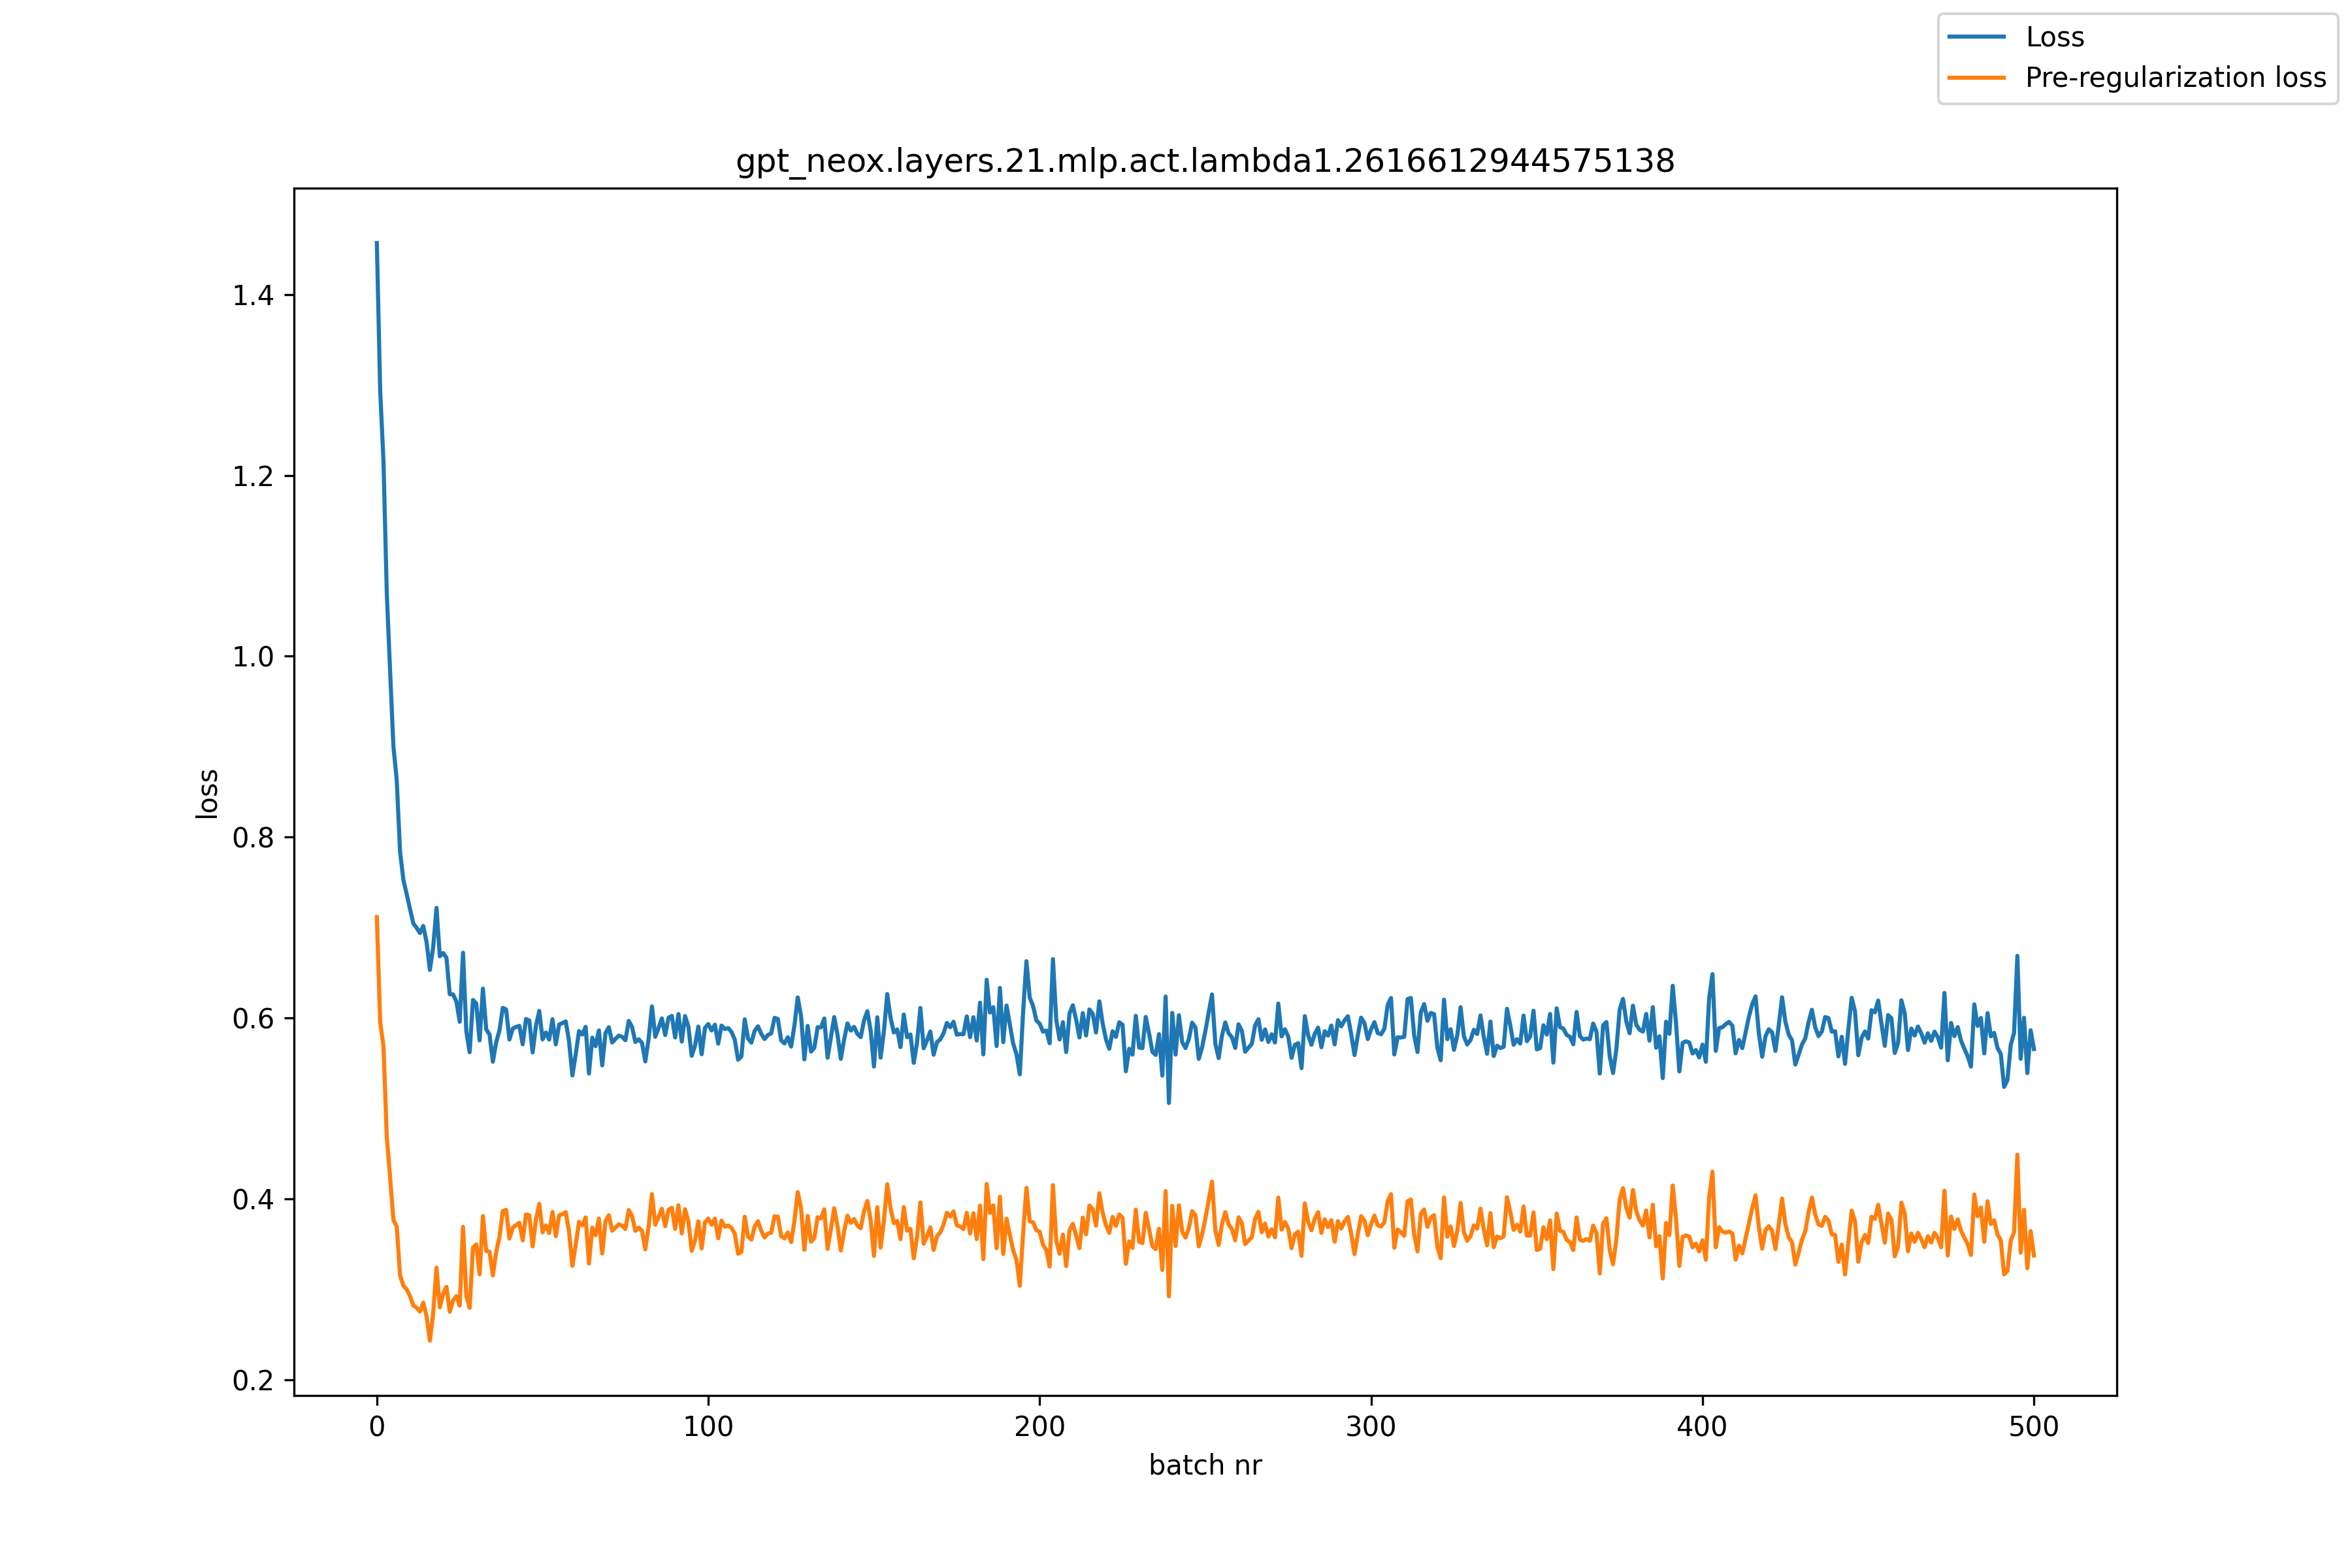 Loss
Pre-regularization loss
gpt_neox.layers.21.mlp.act.lambda1.2616612944575138
1.4
1.2
1.0
0.8
0.6
0.4
0.2
loss
0 100 200 300 400 500
batch nr